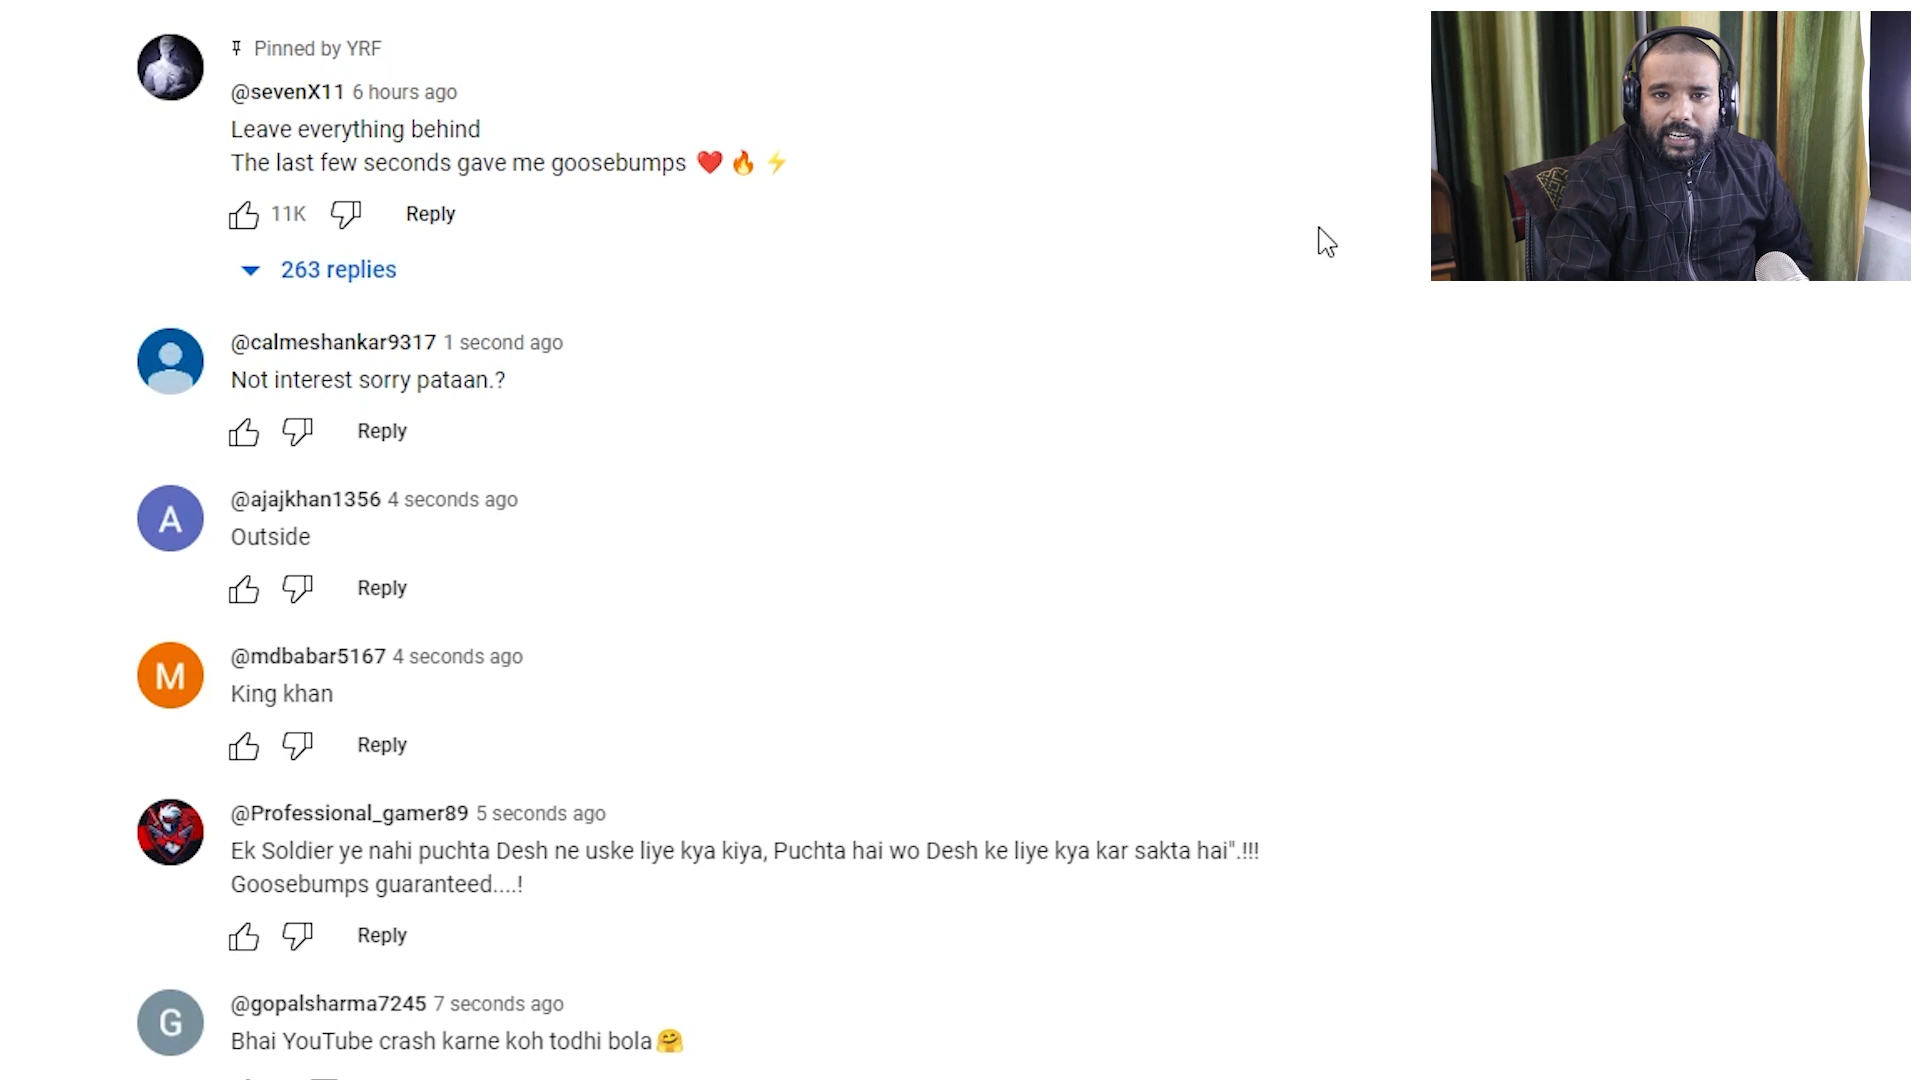 Pinned by YRF
@sevenX11 6 hours ago
Leave everything behind
The last few seconds gave me goosebumps ❤️ 🔥 ⚡
11K Reply
263 replies
@calmeshankar9317 1 second ago
Not interest sorry pataan.?
Reply
@ajajkhan1356 4 seconds ago
Outside
Reply
@mdbabar5167 4 seconds ago
King khan
Reply
@Professional_gamer89 5 seconds ago
Ek Soldier ye nahi puchta Desh ne uske liye kya kiya, Puchta hai wo Desh ke liye kya kar sakta hai".!!!
Goosebumps guaranteed....!
Reply
@gopalsharma7245 7 seconds ago
Bhai YouTube crash karne koh todhi bola🤗
A
M
G